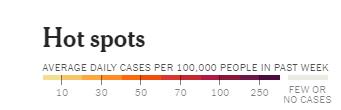 Hot spots
AVERAGE DAILY CASES PER 100,000 PEOPLE IN PAST WEEK
10 30 50 70 100 250 FEW OR
NO CASES